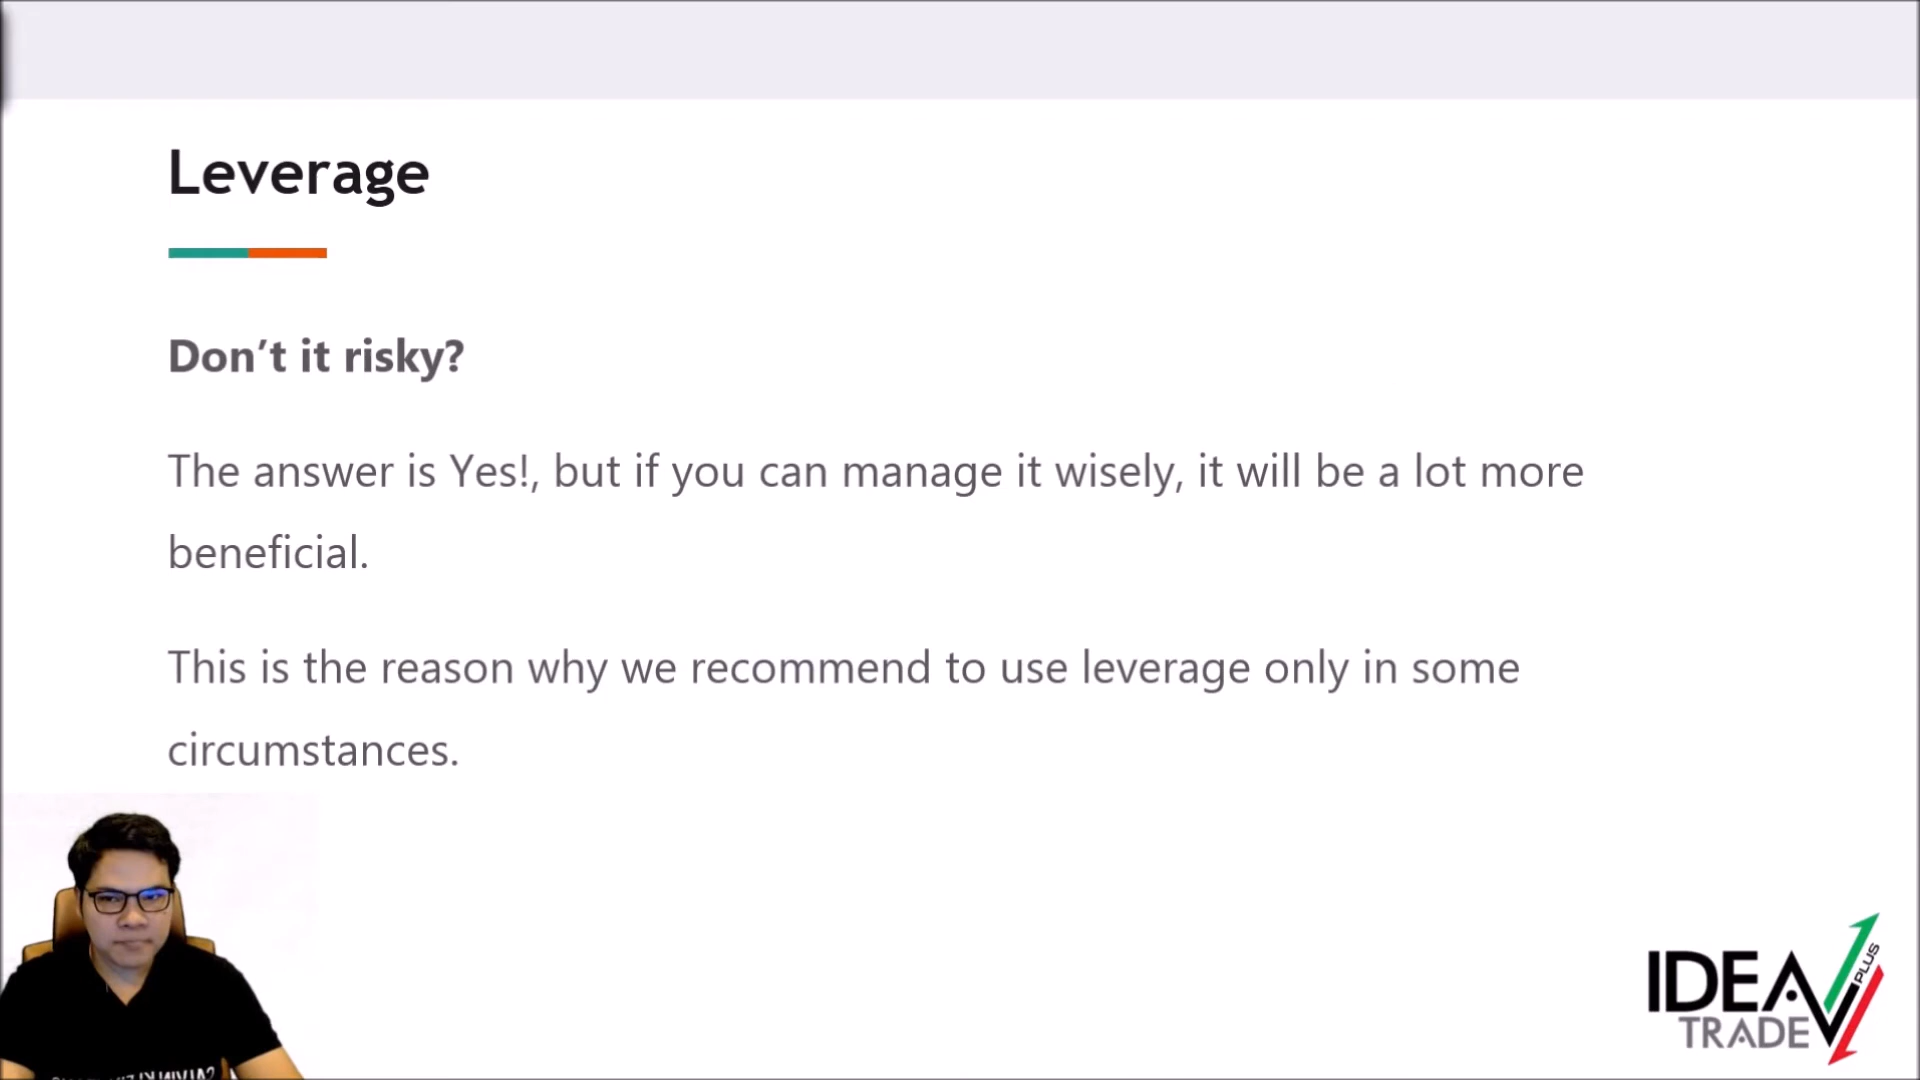 Leverage
Don’t it risky?
The answer is Yes!, but if you can manage it wisely, it will be a lot more
beneficial.
This is the reason why we recommend to use leverage only in some
circumstances.
IDEA
PLUS
TRADE